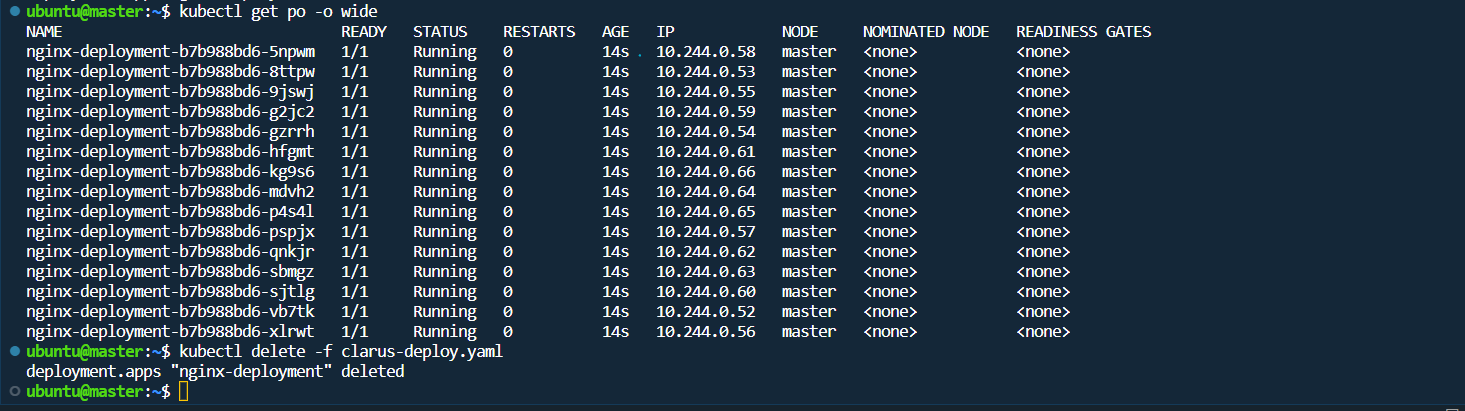 ubuntu@master:~$ kubectl get po -o wide
NAME READY STATUS RESTARTS AGE IP NODE NOMINATED NODE READINESS GATES
nginx-deployment-b7b988bd6-5npwm 1/1 Running 0 14s 10.244.0.58 master <none> <none>
nginx-deployment-b7b988bd6-8ttpw 1/1 Running 0 14s 10.244.0.53 master <none> <none>
nginx-deployment-b7b988bd6-9jswj 1/1 Running 0 14s 10.244.0.55 master <none> <none>
nginx-deployment-b7b988bd6-g2jc2 1/1 Running 0 14s 10.244.0.59 master <none> <none>
nginx-deployment-b7b988bd6-gzrrh 1/1 Running 0 14s 10.244.0.54 master <none> <none>
nginx-deployment-b7b988bd6-hfgmt 1/1 Running 0 14s 10.244.0.61 master <none> <none>
nginx-deployment-b7b988bd6-kg9s6 1/1 Running 0 14s 10.244.0.66 master <none> <none>
nginx-deployment-b7b988bd6-mdvh2 1/1 Running 0 14s 10.244.0.64 master <none> <none>
nginx-deployment-b7b988bd6-p4s4l 1/1 Running 0 14s 10.244.0.65 master <none> <none>
nginx-deployment-b7b988bd6-pspjx 1/1 Running 0 14s 10.244.0.57 master <none> <none>
nginx-deployment-b7b988bd6-qnkjr 1/1 Running 0 14s 10.244.0.62 master <none> <none>
nginx-deployment-b7b988bd6-sbmgz 1/1 Running 0 14s 10.244.0.63 master <none> <none>
nginx-deployment-b7b988bd6-sjtlg 1/1 Running 0 14s 10.244.0.60 master <none> <none>
nginx-deployment-b7b988bd6-vb7tk 1/1 Running 0 14s 10.244.0.52 master <none> <none>
nginx-deployment-b7b988bd6-xlrwt 1/1 Running 0 14s 10.244.0.56 master <none> <none>
ubuntu@master:~$ kubectl delete -f clarus-deploy.yaml
deployment.apps "nginx-deployment" deleted
ubuntu@master:~$